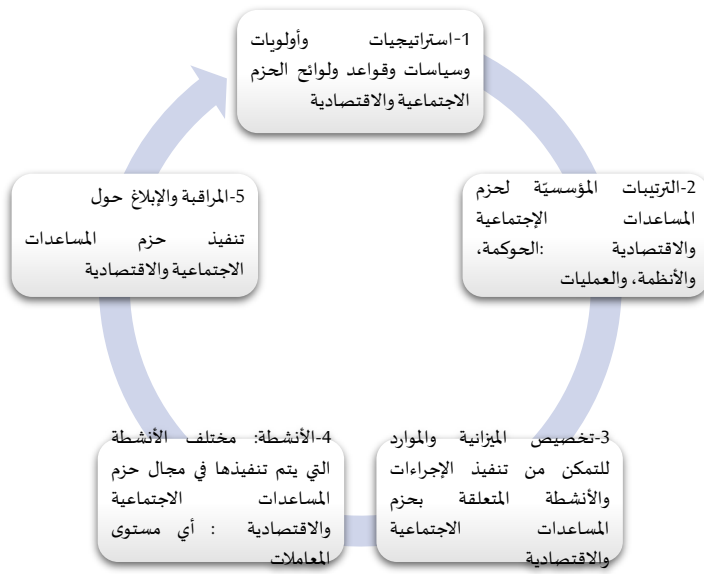 1-استراتيجيات وأولويات
وسياسات وقواعد ولوائح الحزم
الاجتماعية والاقتصادية
2-الترتيبات المؤسسيّة لحزم
المساعدات الإجتماعية
والاقتصادية :الحوكمة،
والأنظمة، والعمليات
3-تخصيص الميزانية والموارد
للتمكن من تنفيذ الإجراءات
والأنشطة المتعلقة بحزم
المساعدات الاجتماعية
والاقتصادية
4-الأنشطة: مختلف الأنشطة
التي يتم تنفيذها في مجال حزم
المساعدات الاجتماعية
والاقتصادية : أي مستوى
المعاملات
5-المراقبة والإبلاغ حول
تنفيذ حزم المساعدات
الاجتماعية والاقتصادية